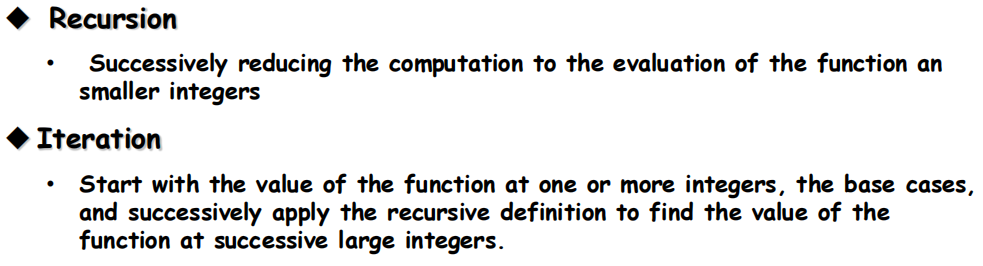 ◆ Recursion
• Successively reducing the computation to the evaluation of the function an
smaller integers
◆ Iteration
• Start with the value of the function at one or more integers, the base cases,
and successively apply the recursive definition to find the value of the
function at successive large integers.